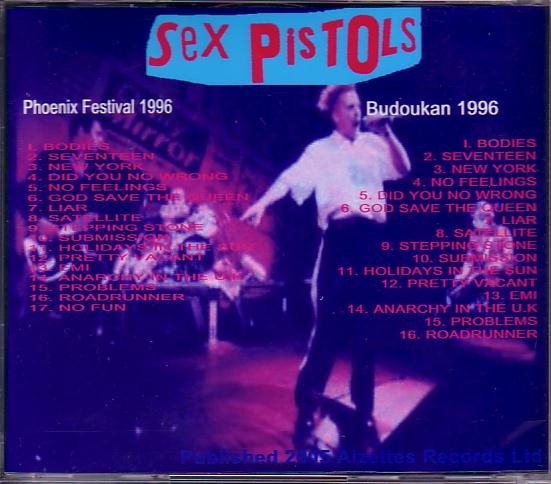 Sex PISTOLS
Phoenix Festival 1996
1. BODIES
2. SEVENTEEN
3. NEW YORK
4. DID YOU NO WRONG
5. NO FEELINGS
6. GOD SAVE THE QUEEN
7. LIAR
8. SATELLITE
9. STEPPING STONE
10. SUBMISSION
11. HOLIDAYS IN THE SUN
12. PRETTY VACANT
13. EMI
14. ANARCHY IN THE U.K
15. PROBLEMS
16. ROADRUNNER
17. NO FUN
Budoukan 1996
1. BODIES
2. SEVENTEEN
3. NEW YORK
4. NO FEELINGS
5. DID YOU NO WRONG
6. GOD SAVE THE QUEEN
7. LIAR
8. SATELLITE
9. STEPPING STONE
10. SUBMISSION
11. HOLIDAYS IN THE SUN
12. PRETTY VACANT
13. EMI
14. ANARCHY IN THE U.K
15. PROBLEMS
16. ROADRUNNER
Mirror
Published Aizettes Records Ltd